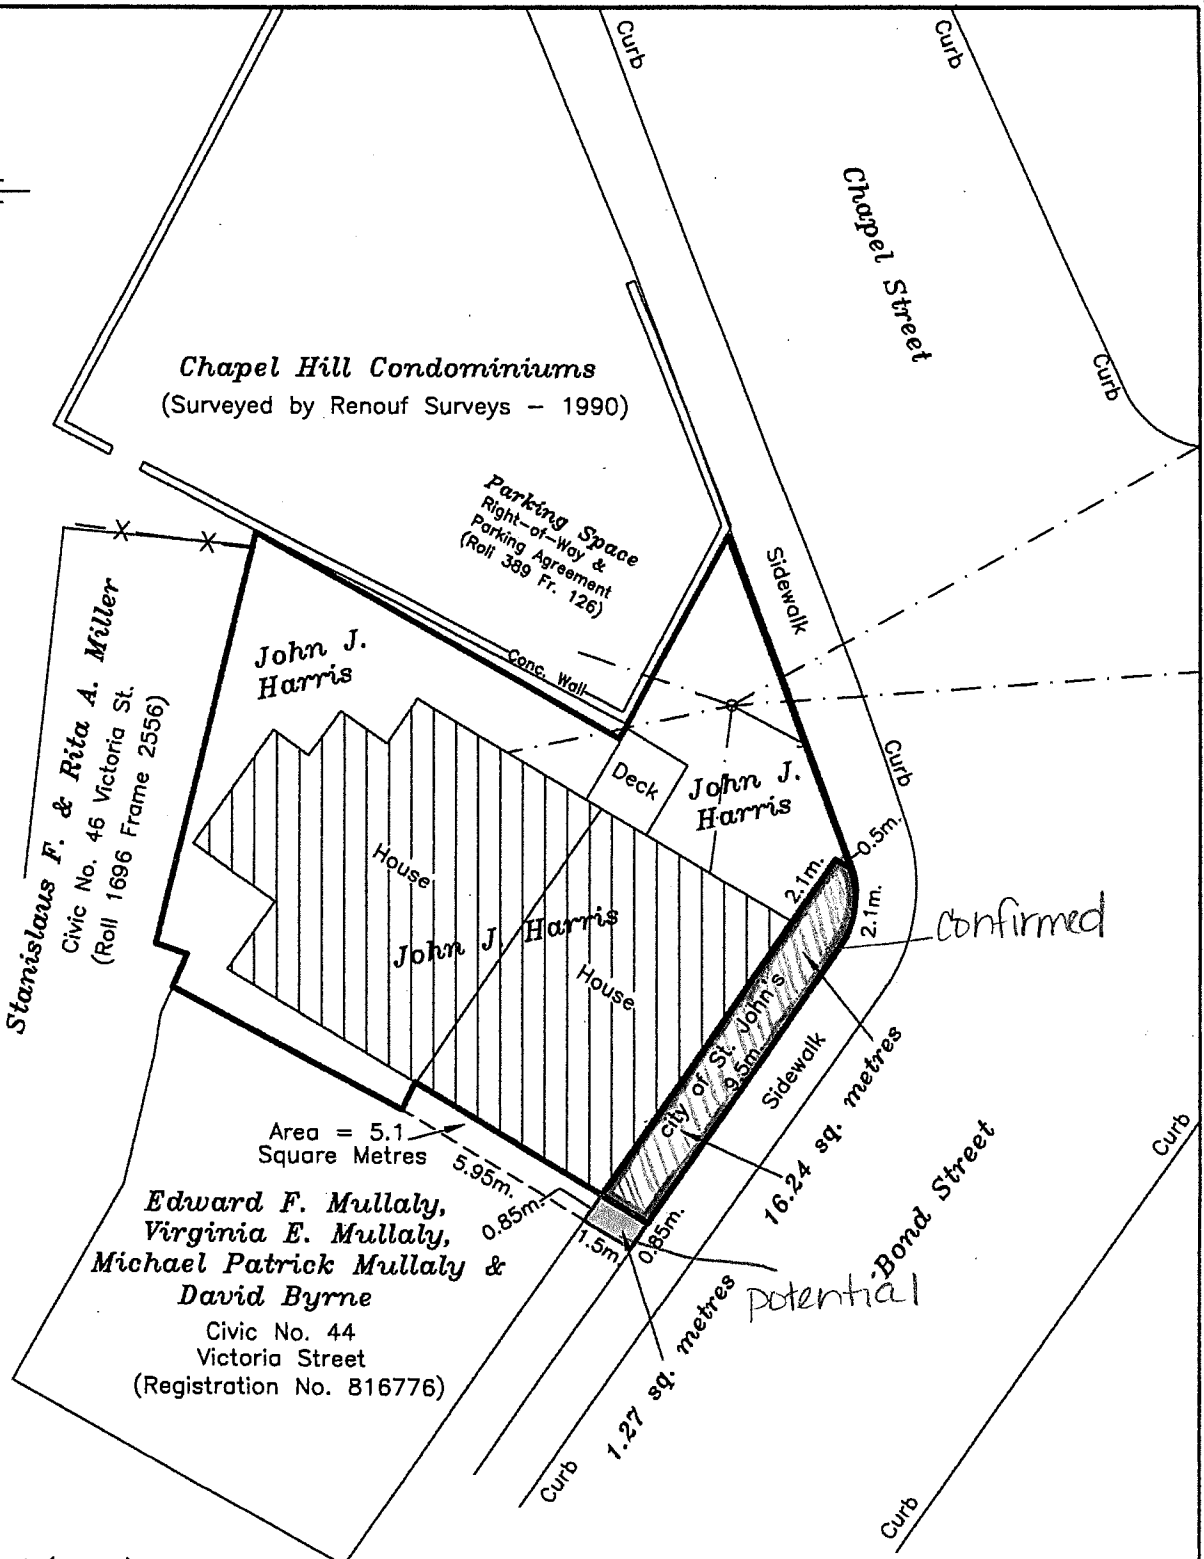 Curb
Curb
Chapel Street
Curb
Chapel Hill Condominiums
(Surveyed by Renouf Surveys – 1990)
Parking Space
Right-of-Way &
Parking Agreement
(Roll 389 Fr. 126)
Sidewalk
Stanislaus F. & Rita A. Miller
Civic No. 46 Victoria St.
(Roll 1696 Frame 2556)
John J.
Harris
Conc. Wall
Deck
John J.
Harris
Curb
House
John J. Harris
House
0.5m.
2.1m.
2.1m.
confirmed
city of St. John's
9.5m.
Sidewalk
16.24 sq. metres
Bond Street
Curb
Area = 5.1
Square Metres
5.95m.
0.85m.
1.5m.
0.85m.
potential
1.27 sq. metres
Edward F. Mullaly,
Virginia E. Mullaly,
Michael Patrick Mullaly &
David Byrne
Civic No. 44
Victoria Street
(Registration No. 816776)
Curb
Curb